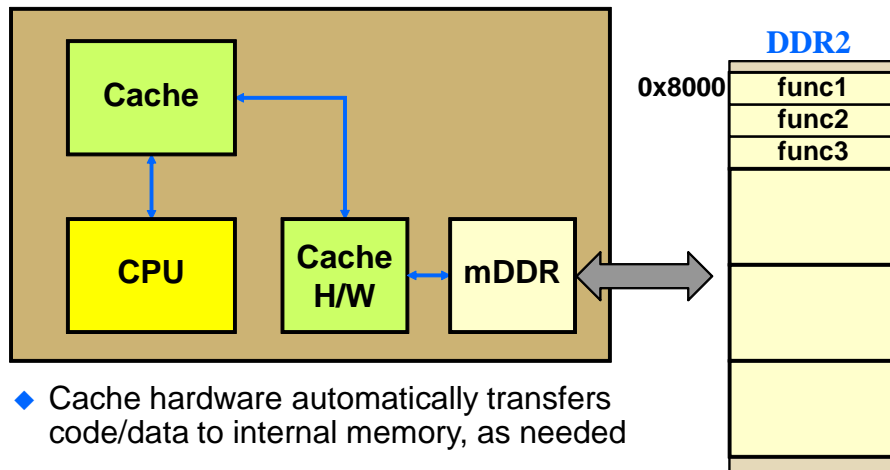 DDR2
0x8000
func1
func2
func3
Cache
CPU
Cache
H/W
mDDR
Cache hardware automatically transfers
code/data to internal memory, as needed